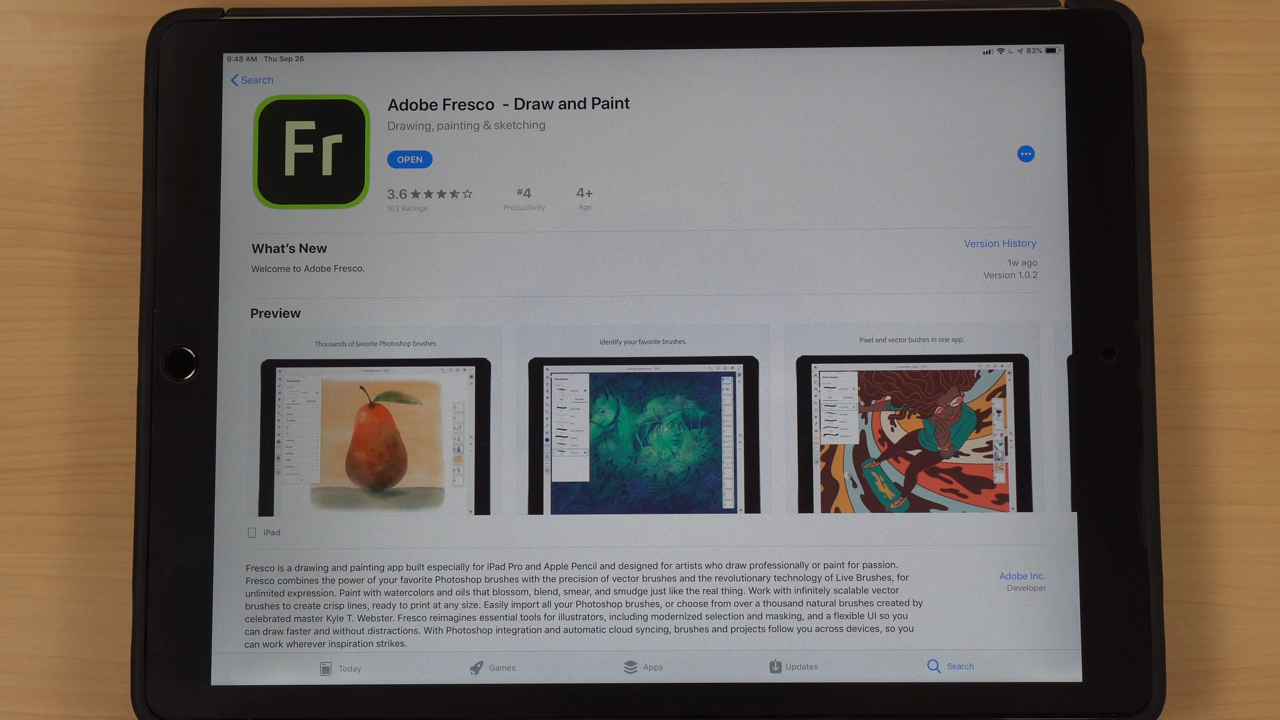 9:48 AM Thu Sep 26
83%
Search
Fr
Adobe Fresco - Draw and Paint
Drawing, painting & sketching
OPEN
3.6
103 Ratings
#4
Productivity
4+
Age
What's New
Version History
Welcome to Adobe Fresco.
1w ago
Version 1.0.2
Preview
Thousands of favorite Photoshop brushes.
Identify your favorite brushes.
Pixel and vector bushes in one app.
iPad
Fresco is a drawing and painting app built especially for iPad Pro and Apple Pencil and designed for artists who draw professionally or paint for passion.
Fresco combines the power of your favorite Photoshop brushes with the precision of vector brushes and the revolutionary technology of Live Brushes, for
unlimited expression. Paint with watercolors and oils that blossom, blend, smear, and smudge just like the real thing. Work with infinitely scalable vector
brushes to create crisp lines, ready to print at any size. Easily import all your Photoshop brushes, or choose from over a thousand natural brushes created by
celebrated master Kyle T. Webster. Fresco reimagines essential tools for illustrators, including modernized selection and masking, and a flexible UI so you
can draw faster and without distractions. With Photoshop integration and automatic cloud syncing, brushes and projects follow you across devices, so you
can work wherever inspiration strikes.
Adobe Inc.
Developer
Today
Games
Apps
Updates
Search